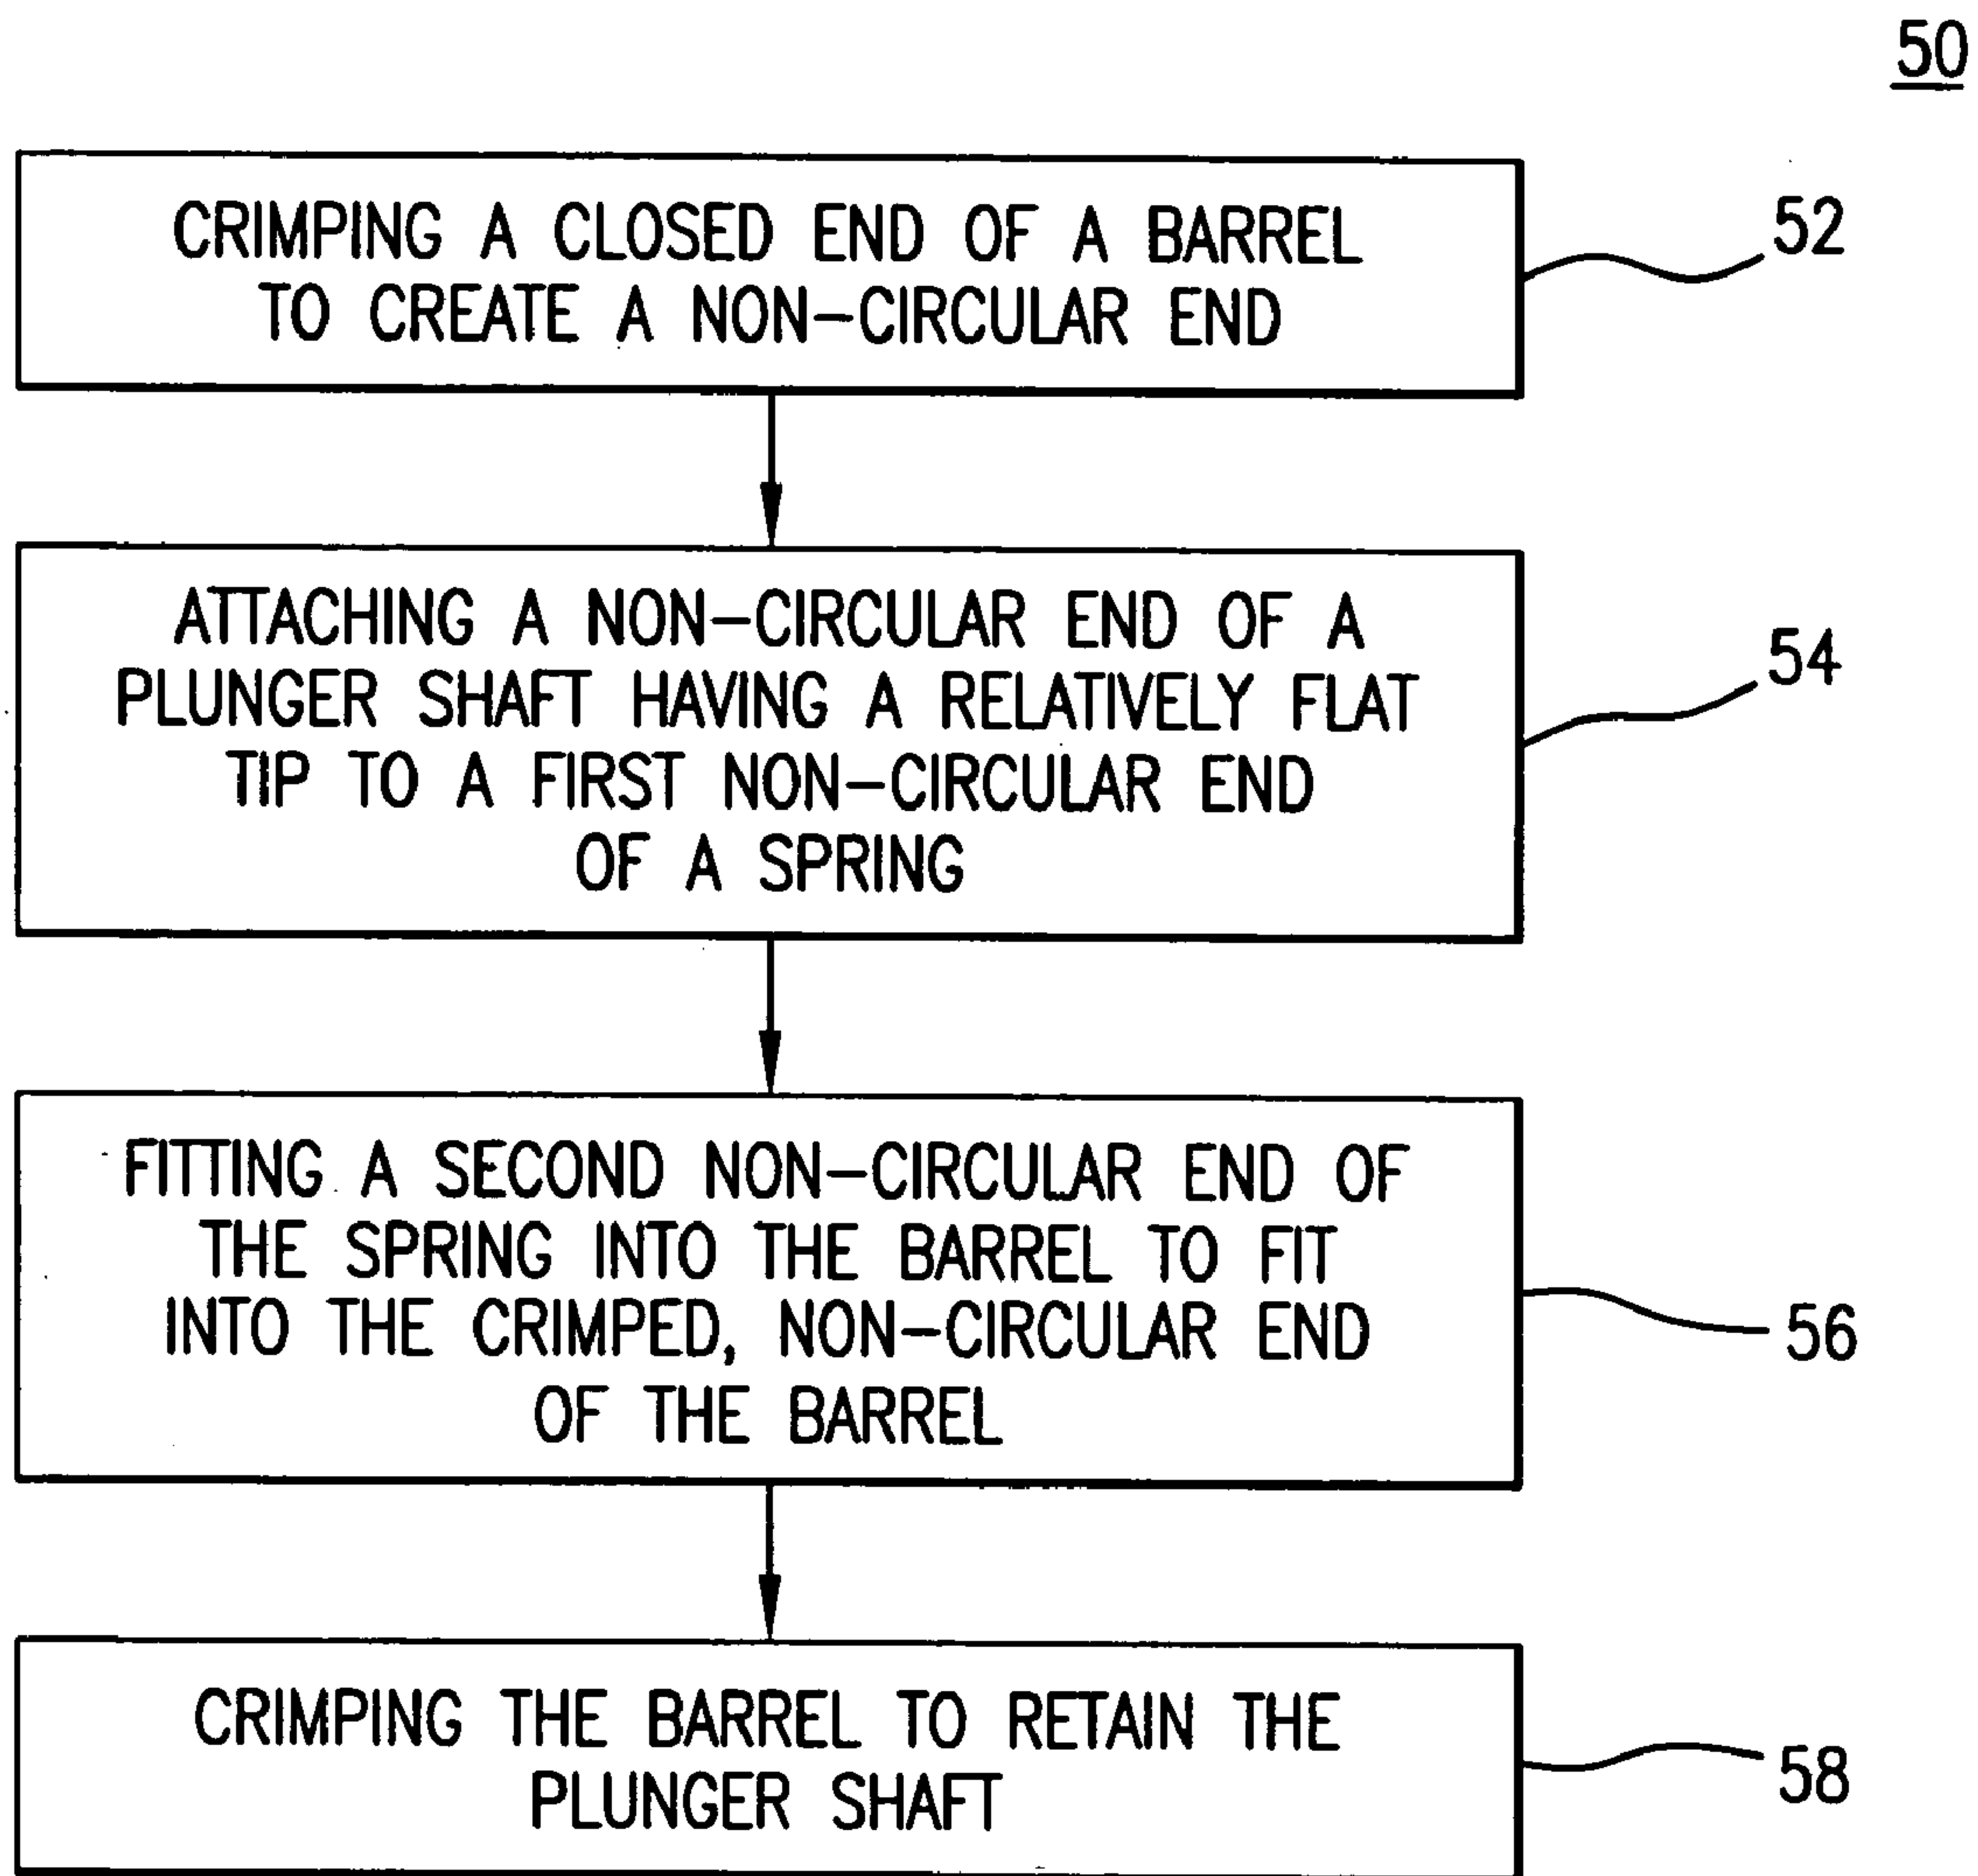 50
CRIMPING A CLOSED END OF A BARREL
TO CREATE A NON-CIRCULAR END
52
ATTACHING A NON-CIRCULAR END OF A
PLUNGER SHAFT HAVING A RELATIVELY FLAT
TIP TO A FIRST NON-CIRCULAR END
OF A SPRING
54
FITTING A SECOND NON-CIRCULAR END OF
THE SPRING INTO THE BARREL TO FIT
INTO THE CRIMPED, NON-CIRCULAR END
OF THE BARREL
56
CRIMPING THE BARREL TO RETAIN THE
PLUNGER SHAFT
58